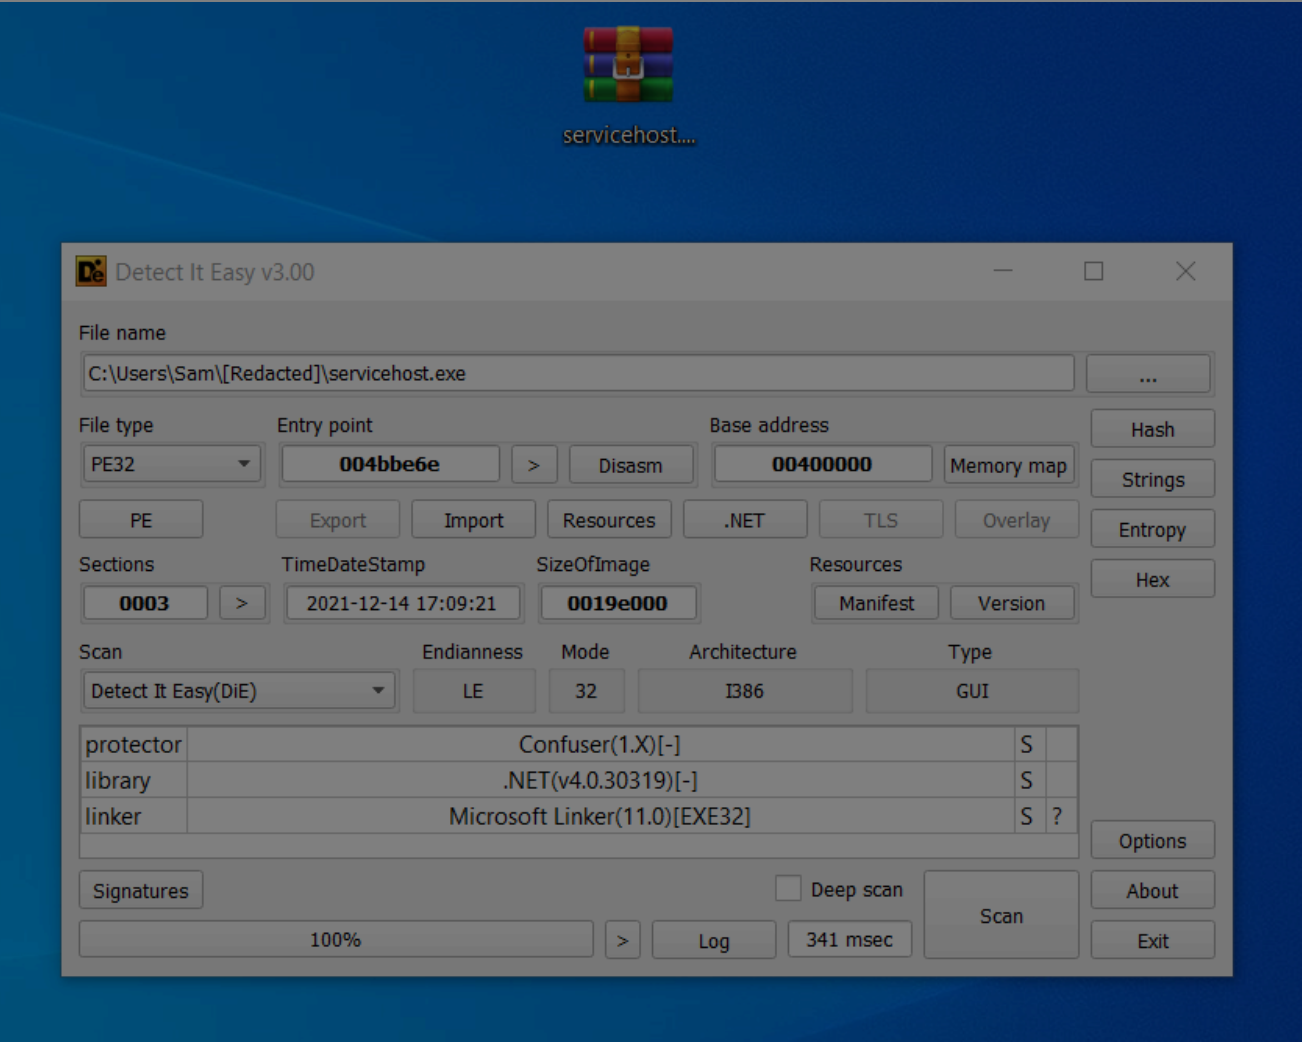 servicehost....
Detect It Easy v3.00
File name
C:\Users\Sam\[Redacted]\servicehost.exe
...
File type
Entry point
Base address
Hash
PE32
004bbe6e
>
Disasm
00400000
Memory map
Strings
PE
Export
Import
Resources
.NET
TLS
Overlay
Entropy
Sections
TimeDateStamp
SizeOfImage
Resources
Hex
0003
>
2021-12-14 17:09:21
0019e000
Manifest
Version
Scan
Endianness
Mode
Architecture
Type
Detect It Easy(DiE)
LE
32
I386
GUI
protector Confuser(1.X)[-] S
library .NET(v4.0.30319)[-] S
linker Microsoft Linker(11.0)[EXE32] S ?
Options
Signatures
Deep scan
Scan
About
100%
>
Log
341 msec
Exit